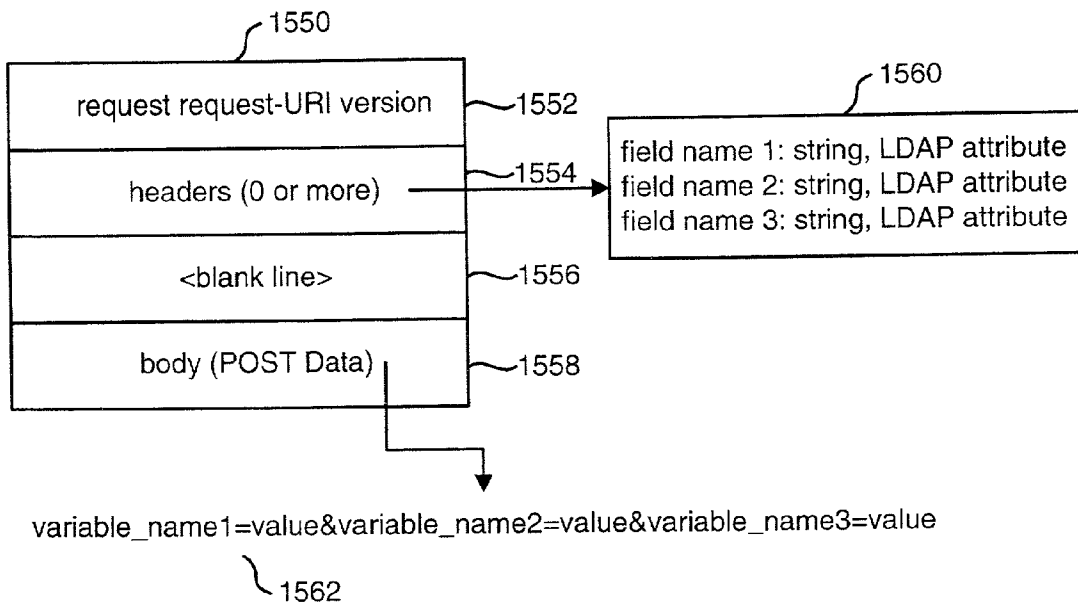 1550
request request-URI version
1552
headers (0 or more)
1554
<blank line>
1556
body (POST Data)
1558
1560
field name 1: string, LDAP attribute
field name 2: string, LDAP attribute
field name 3: string, LDAP attribute
variable_name1=value&variable_name2=value&variable_name3=value
1562